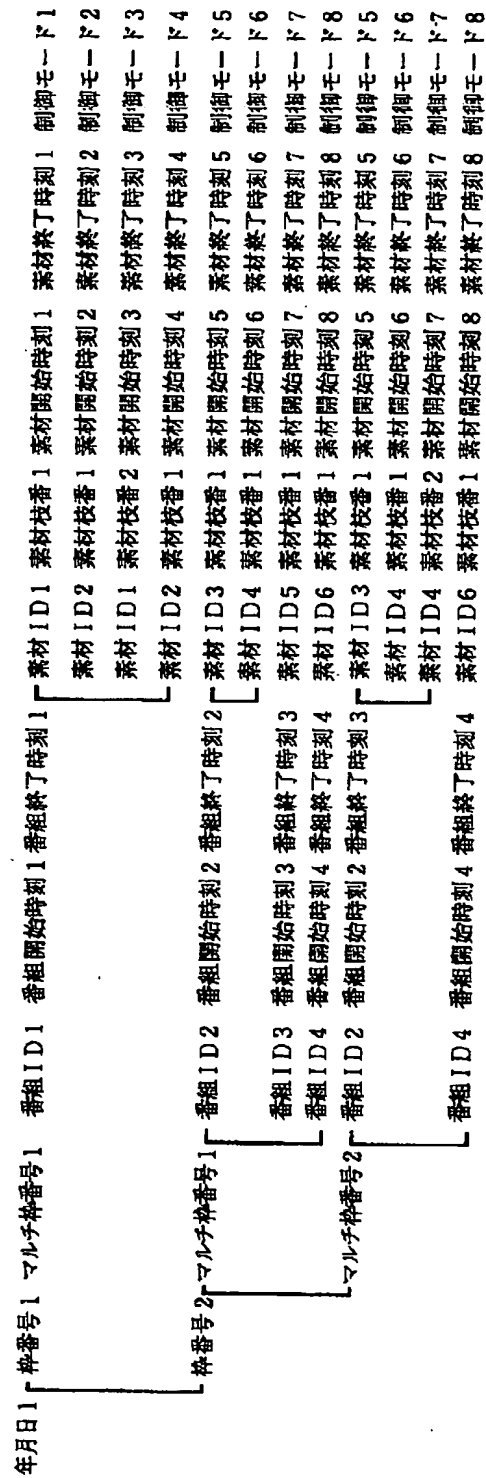 年月日1 枠番号1 マルチ枠番号1 番組ID1 番組開始時刻1 番組終了時刻1 素材ID1 素材枝番1 素材開始時刻1 素材終了時刻1 制御モード1
素材ID2 素材枝番1 素材開始時刻2 素材終了時刻2 制御モード2
素材ID1 素材枝番2 素材開始時刻3 素材終了時刻3 制御モード3
素材ID2 素材枝番1 素材開始時刻4 素材終了時刻4 制御モード4
枠番号2 マルチ枠番号1 番組ID2 番組開始時刻2 番組終了時刻2 素材ID3 素材枝番1 素材開始時刻5 素材終了時刻5 制御モード5
素材ID4 素材枝番1 素材開始時刻6 素材終了時刻6 制御モード6
番組ID3 番組開始時刻3 番組終了時刻3 素材ID5 素材枝番1 素材開始時刻7 素材終了時刻7 制御モード7
番組ID4 番組開始時刻4 番組終了時刻4 素材ID6 素材枝番1 素材開始時刻8 素材終了時刻8 制御モード8
マルチ枠番号2 番組ID2 番組開始時刻2 番組終了時刻3 素材ID3 素材枝番1 素材開始時刻5 素材終了時刻5 制御モード5
素材ID4 素材枝番1 素材開始時刻6 素材終了時刻6 制御モード6
素材ID4 素材枝番2 素材開始時刻7 素材終了時刻7 制御モード7
番組ID4 番組開始時刻4 番組終了時刻4 素材ID6 素材枝番1 素材開始時刻8 素材終了時刻8 制御モード8